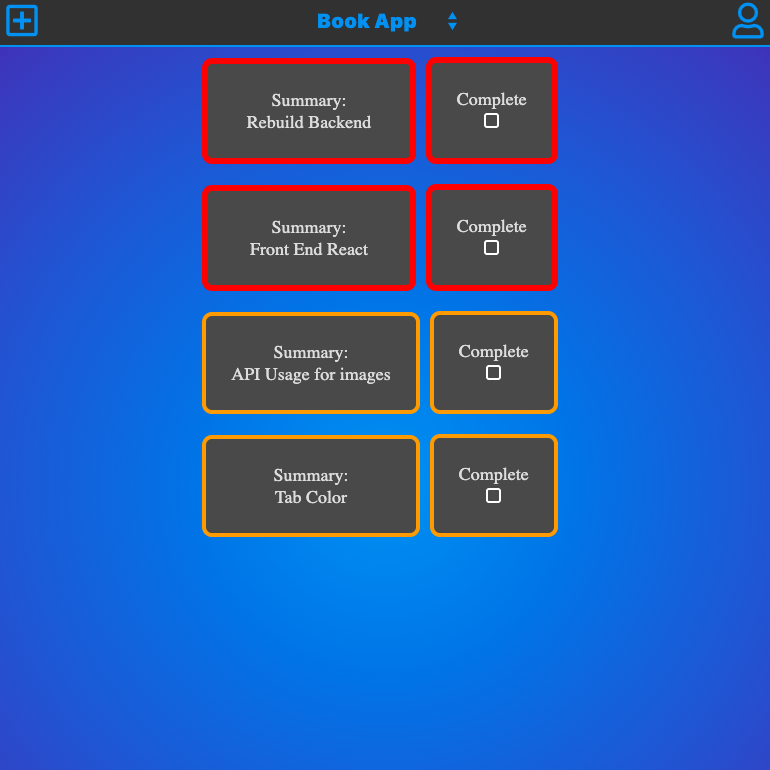 Book App
Summary:
Rebuild Backend
Complete
Summary:
Front End React
Complete
Summary:
API Usage for images
Complete
Summary:
Tab Color
Complete